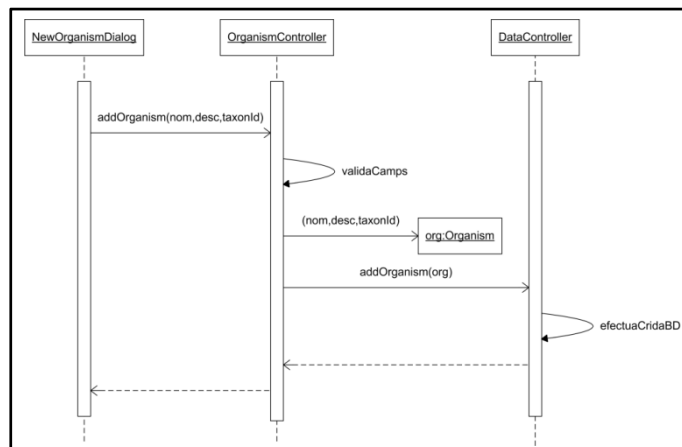 NewOrganismDialog
OrganismController
DataController
addOrganism(nom,desc,taxonId)
validaCamps
(nom,desc,taxonId)
org:Organism
addOrganism(org)
efectuaCridaBD